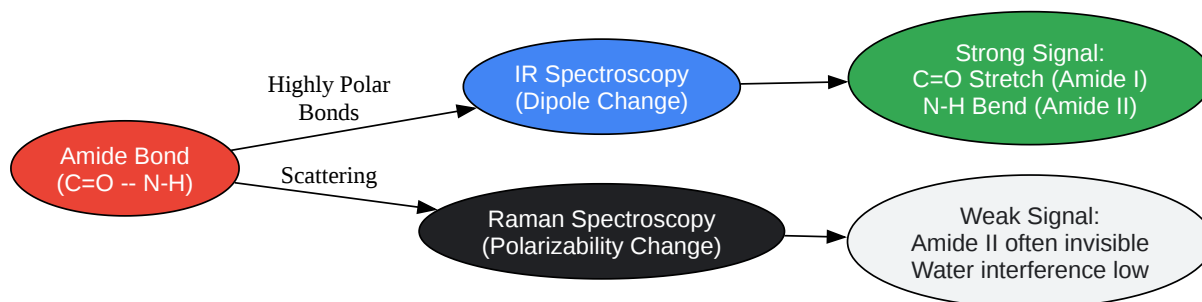 Amide Bond
(C=O -- N-H)
Highly Polar
Bonds
Scattering
IR Spectroscopy
(Dipole Change)
Raman Spectroscopy
(Polarizability Change)
Strong Signal:
C=O Stretch (Amide I)
N-H Bend (Amide II)
Weak Signal:
Amide II often invisible
Water interference low